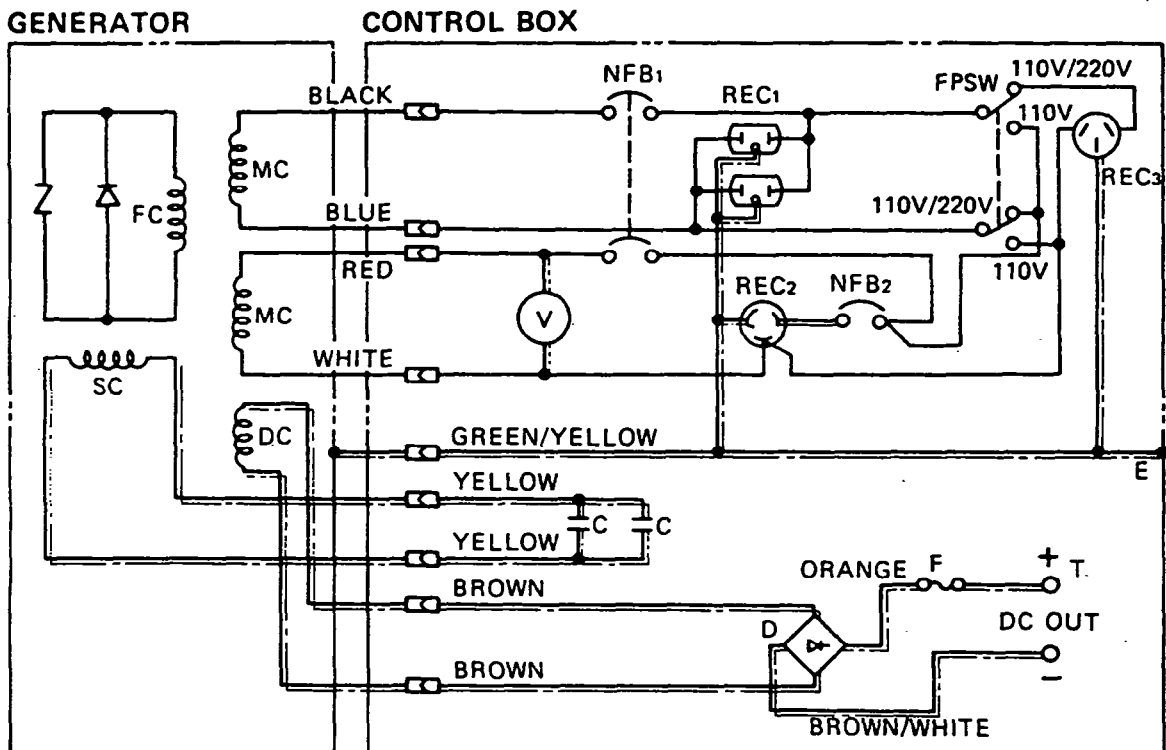 GENERATOR
CONTROL BOX
BLACK
NFB1
REC1
FPSW
110V/220V
110V
MC
FC
REC3
BLUE
110V/220V
RED
110V
REC2
NFB2
MC
V
WHITE
SC
DC
GREEN/YELLOW
E
YELLOW
C
C
YELLOW
BROWN
ORANGE
F
+
T
D
DC OUT
BROWN
−
BROWN/WHITE